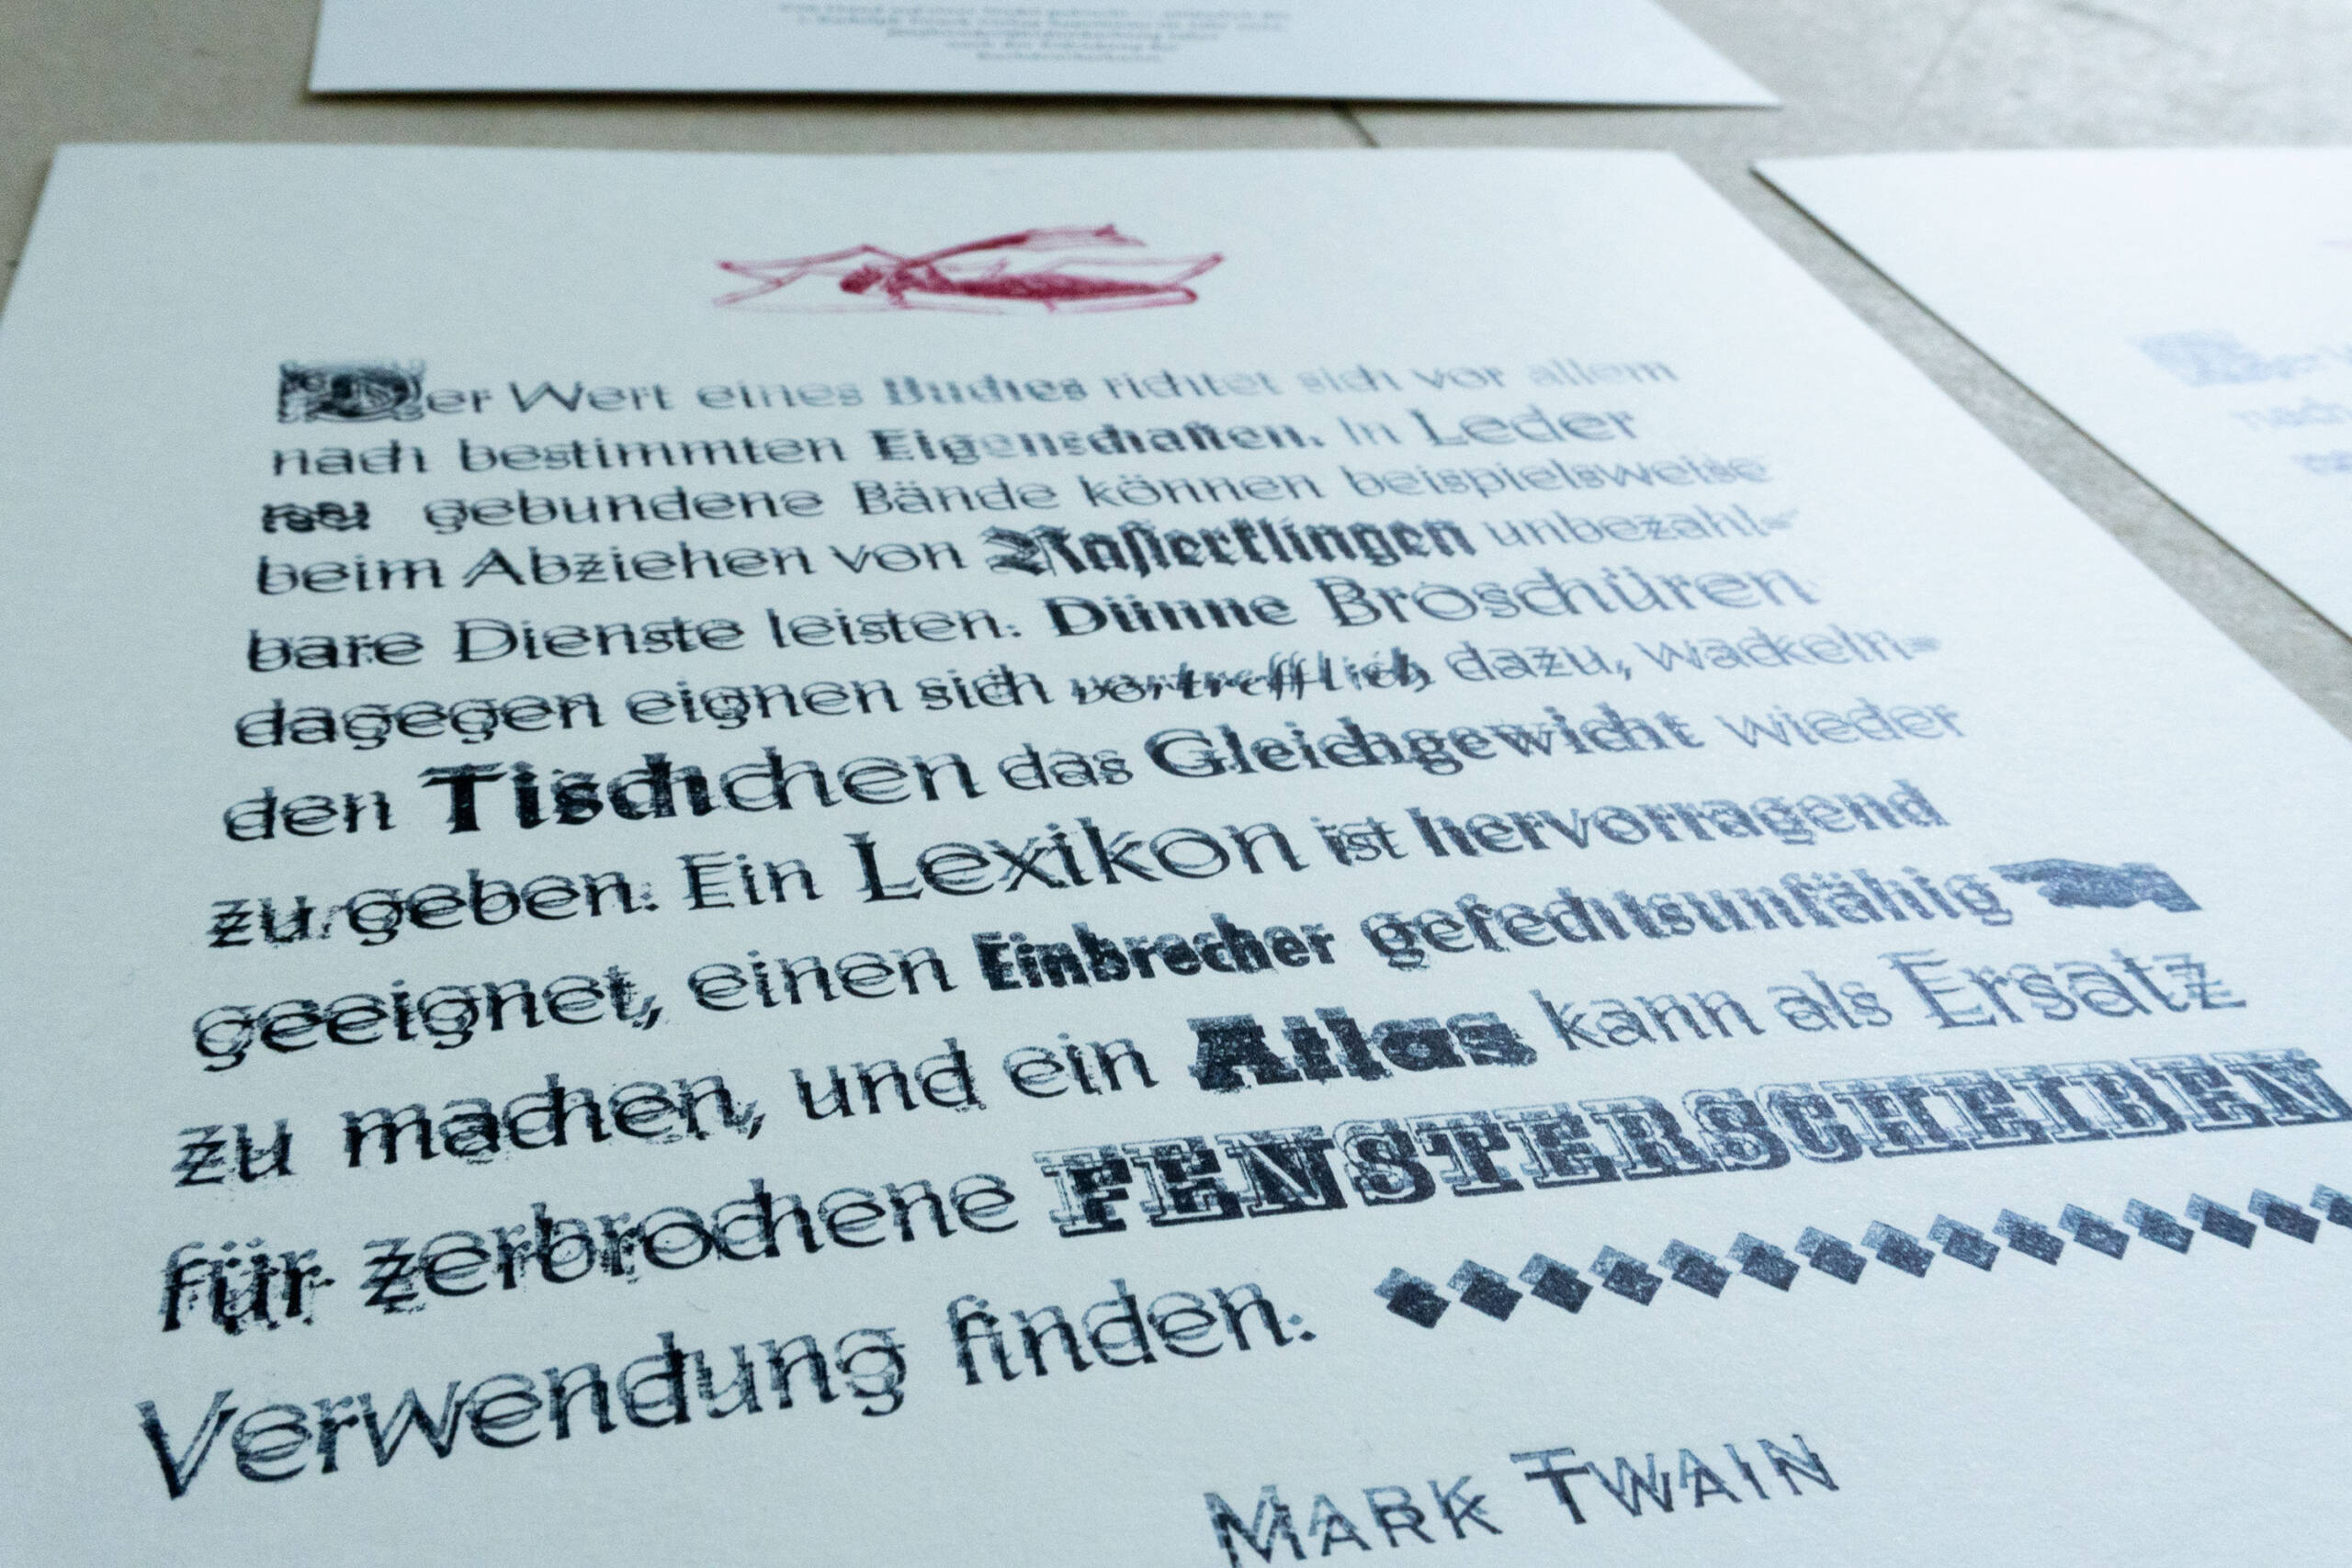 Der Wert eines Buches richtet sich vor allem
nach bestimmten Eigenschaften. In Leder
gebundene Bände können beispielsweise
beim Abziehen von Rasierklingen unbezahl-
bare Dienste leisten. Dünne Broschüren
dagegen eignen sich vortrefflich dazu, wackeln-
den Tischchen das Gleichgewicht wieder
zu geben. Ein Lexikon ist hervorragend
geeignet, einen Einbrecher gefechtsunfähig
zu machen, und ein Atlas kann als Ersatz
für zerbrochene FENSTERSCHEIBEN
Verwendung finden.
MARK TWAIN